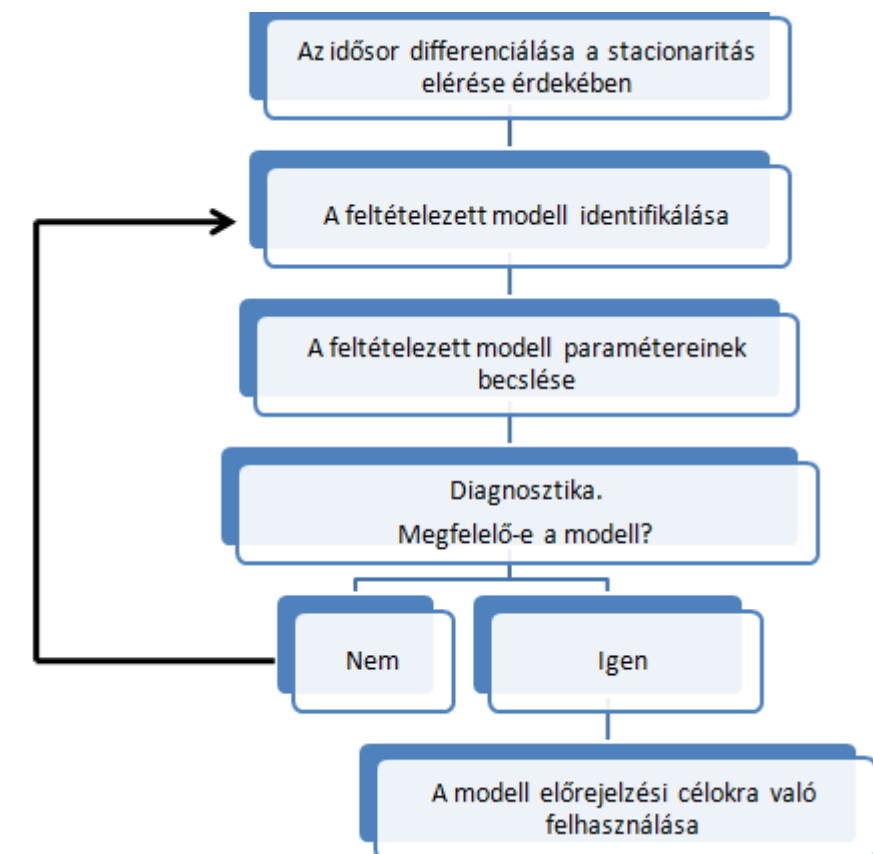 Az idősor differenciálása a stacionaritás
elérése érdekében
A feltételezett modell identifikálása
A feltételezett modell paramétereinek
becslése
Diagnosztika.
Megfelelő-e a modell?
Nem
Igen
A modell előrejelzési célokra való
felhasználása